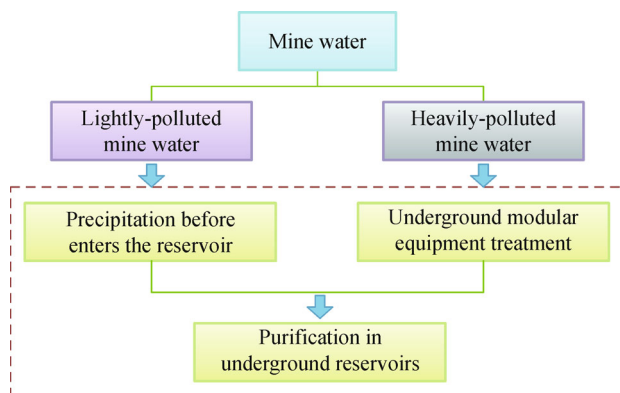 Mine water
Lightly-polluted
mine water
Heavily-polluted
mine water
Precipitation before
enters the reservoir
Underground modular
equipment treatment
Purification in
underground reservoirs